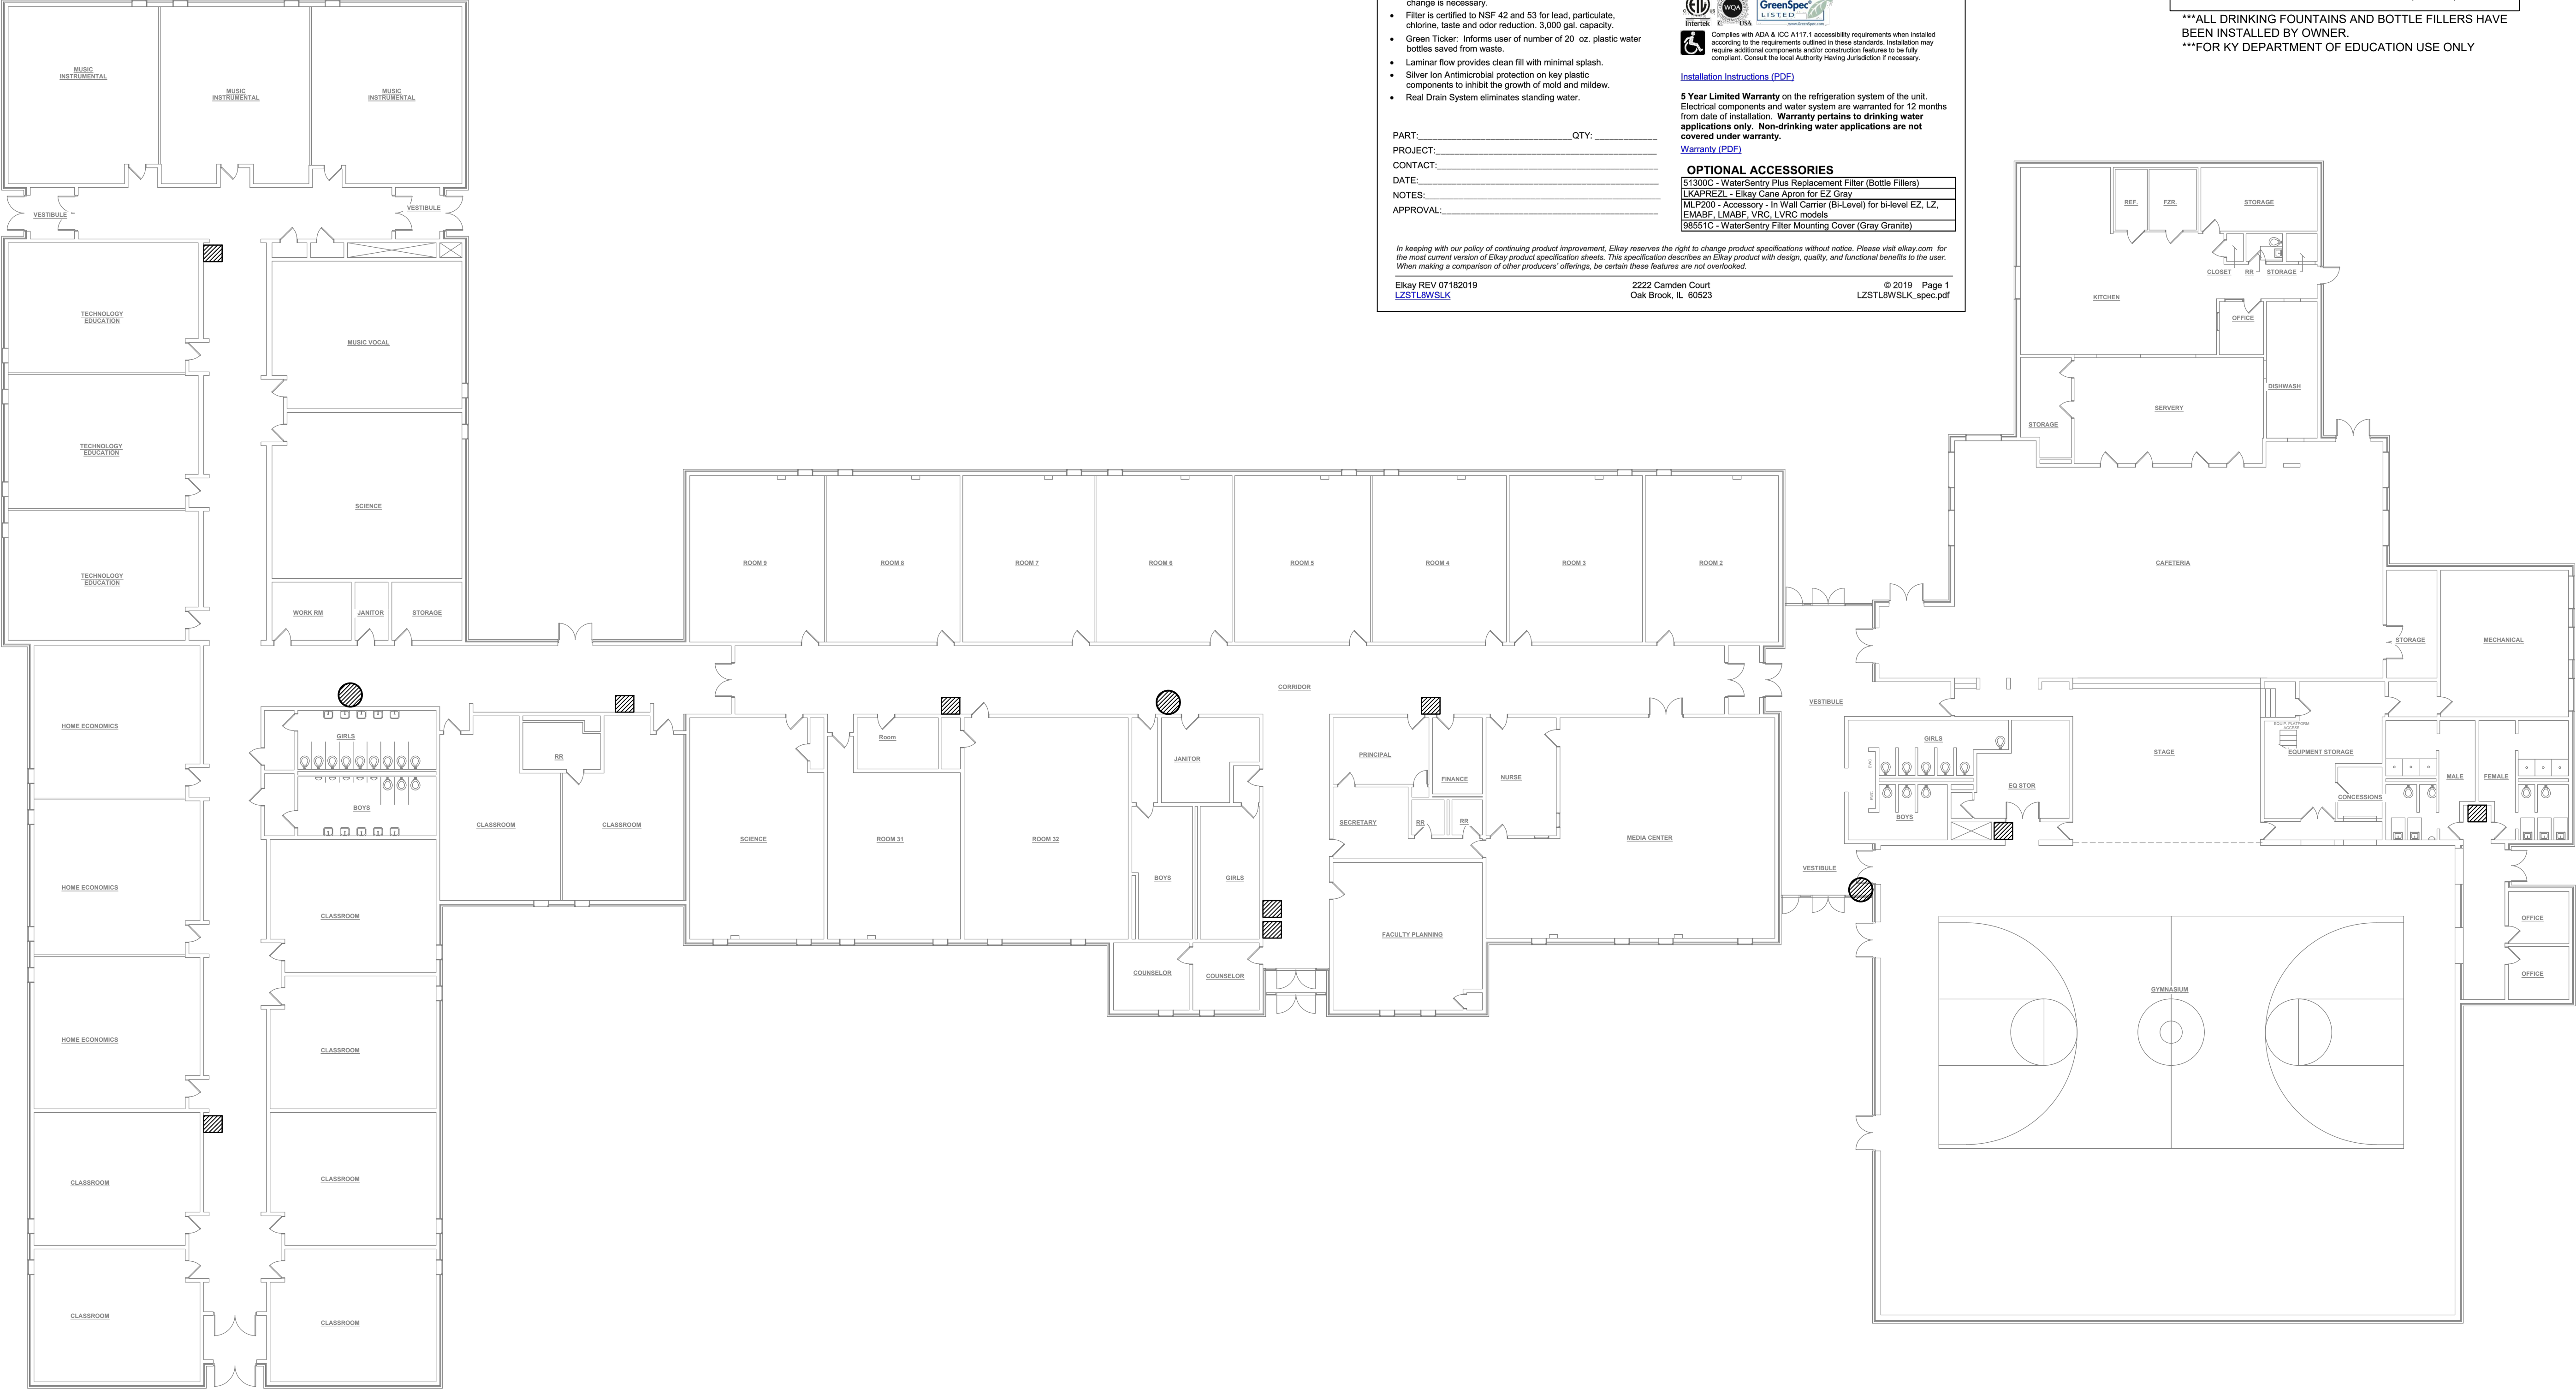 change is necessary.
• Filter is certified to NSF 42 and 53 for lead, particulate,
chlorine, taste and odor reduction. 3,000 gal. capacity.
• Green Ticker: Informs user of number of 20 oz. plastic water
bottles saved from waste.
• Laminar flow provides clean fill with minimal splash.
• Silver Ion Antimicrobial protection on key plastic
components to inhibit the growth of mold and mildew.
• Real Drain System eliminates standing water.
PART: QTY:
PROJECT:
CONTACT:
DATE:
NOTES:
APPROVAL:
C ETL US
Intertek
WQA
C USA
GreenSpec®
LISTED
www.GreenSpec.com
Complies with ADA & ICC A117.1 accessibility requirements when installed
according to the requirements outlined in these standards. Installation may
require additional components and/or construction features to be fully
compliant. Consult the local Authority Having Jurisdiction if necessary.
Installation Instructions (PDF)
5 Year Limited Warranty on the refrigeration system of the unit.
Electrical components and water system are warranted for 12 months
from date of installation. Warranty pertains to drinking water
applications only. Non-drinking water applications are not
covered under warranty.
Warranty (PDF)
OPTIONAL ACCESSORIES
51300C - WaterSentry Plus Replacement Filter (Bottle Fillers)
LKAPREZL - Elkay Cane Apron for EZ Gray
MLP200 - Accessory - In Wall Carrier (Bi-Level) for bi-level EZ, LZ,
EMABF, LMABF, VRC, LVRC models
98551C - WaterSentry Filter Mounting Cover (Gray Granite)
In keeping with our policy of continuing product improvement, Elkay reserves the right to change product specifications without notice. Please visit elkay.com for
the most current version of Elkay product specification sheets. This specification describes an Elkay product with design, quality, and functional benefits to the user.
When making a comparison of other producers' offerings, be certain these features are not overlooked.
Elkay REV 07182019 2222 Camden Court © 2019 Page 1
LZSTL8WSLK Oak Brook, IL 60523 LZSTL8WSLK_spec.pdf
***ALL DRINKING FOUNTAINS AND BOTTLE FILLERS HAVE
BEEN INSTALLED BY OWNER.
***FOR KY DEPARTMENT OF EDUCATION USE ONLY
MUSIC
INSTRUMENTAL
MUSIC
INSTRUMENTAL
MUSIC
INSTRUMENTAL
VESTIBULE
VESTIBULE
TECHNOLOGY
EDUCATION
MUSIC VOCAL
TECHNOLOGY
EDUCATION
SCIENCE
TECHNOLOGY
EDUCATION
WORK RM
JANITOR
STORAGE
HOME ECONOMICS
GIRLS
BOYS
HOME ECONOMICS
CLASSROOM
HOME ECONOMICS
CLASSROOM
CLASSROOM
CLASSROOM
CLASSROOM
CLASSROOM
RR
CLASSROOM
CLASSROOM
ROOM 9
ROOM 8
ROOM 7
ROOM 6
ROOM 5
ROOM 4
ROOM 3
ROOM 2
CORRIDOR
SCIENCE
Room
ROOM 31
ROOM 32
JANITOR
BOYS
GIRLS
COUNSELOR
COUNSELOR
PRINCIPAL
FINANCE
NURSE
SECRETARY
RR
RR
MEDIA CENTER
FACULTY PLANNING
VESTIBULE
VESTIBULE
REF.
FZR.
STORAGE
CLOSET
RR
STORAGE
KITCHEN
OFFICE
DISHWASH
SERVERY
STORAGE
CAFETERIA
STORAGE
MECHANICAL
GIRLS
EWC
EWC
BOYS
EQ STOR
STAGE
EQUIP. PLATFORM
ACCESS
EQUPMENT STORAGE
CONCESSIONS
MALE
FEMALE
OFFICE
OFFICE
GYMNASIUM